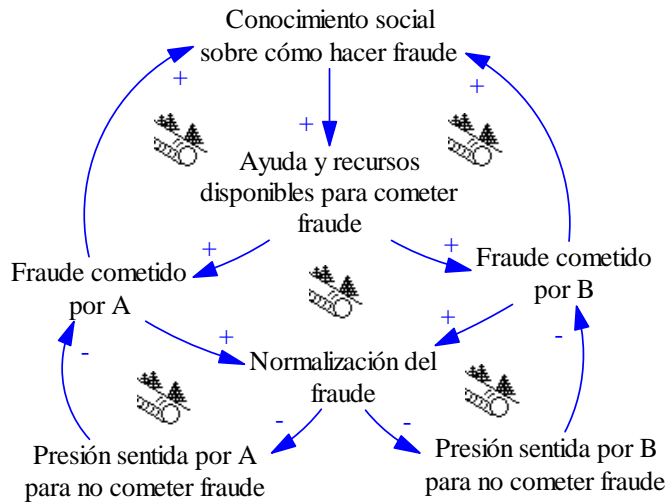 Conocimiento social
sobre cómo hacer fraude
+
+
+
+
Ayuda y recursos
disponibles para cometer
fraude
+
+
Fraude cometido
por A
Fraude cometido
por B
+
+
-
-
Normalización del
fraude
-
-
Presión sentida por A
para no cometer fraude
Presión sentida por B
para no cometer fraude